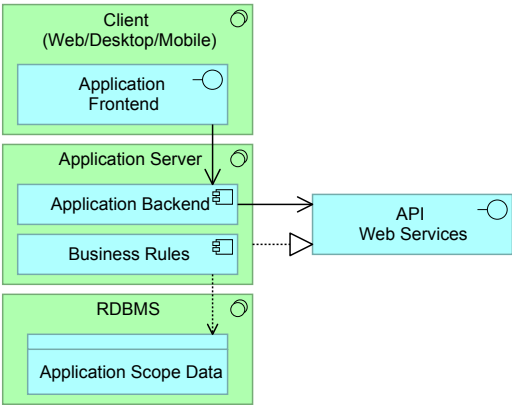 Client
(Web/Desktop/Mobile)
Application
Frontend
Application Server
Application Backend
API
Web Services
Business Rules
RDBMS
Application Scope Data